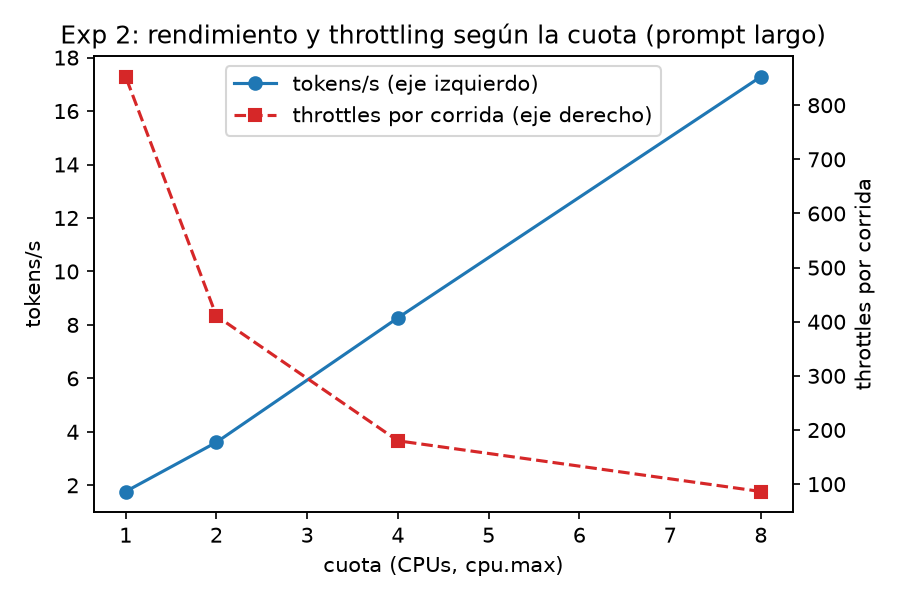 Exp 2: rendimiento y throttling según la cuota (prompt largo)
tokens/s (eje izquierdo)
throttles por corrida (eje derecho)
18
16
14
12
10
8
6
4
2
tokens/s
800
700
600
500
400
300
200
100
throttles por corrida
1 2 3 4 5 6 7 8
cuota (CPUs, cpu.max)